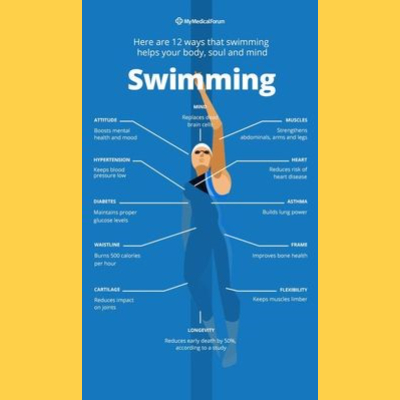 MyMedicalForum
Here are 12 ways that swimming
helps your body, soul and mind
Swimming
MIND
Replaces dead
brain cells
ATTITUDE
Boosts mental
health and mood
MUSCLES
Strengthens
abdominals, arms and legs
HYPERTENSION
Keeps blood
pressure low
HEART
Reduces risk of
heart disease
DIABETES
Maintains proper
glucose levels
ASTHMA
Builds lung power
WAISTLINE
Burns 500 calories
per hour
FRAME
Improves bone health
CARTILAGE
Reduces impact
on joints
FLEXIBILITY
Keeps muscles limber
LONGEVITY
Reduces early death by 50%,
according to a study